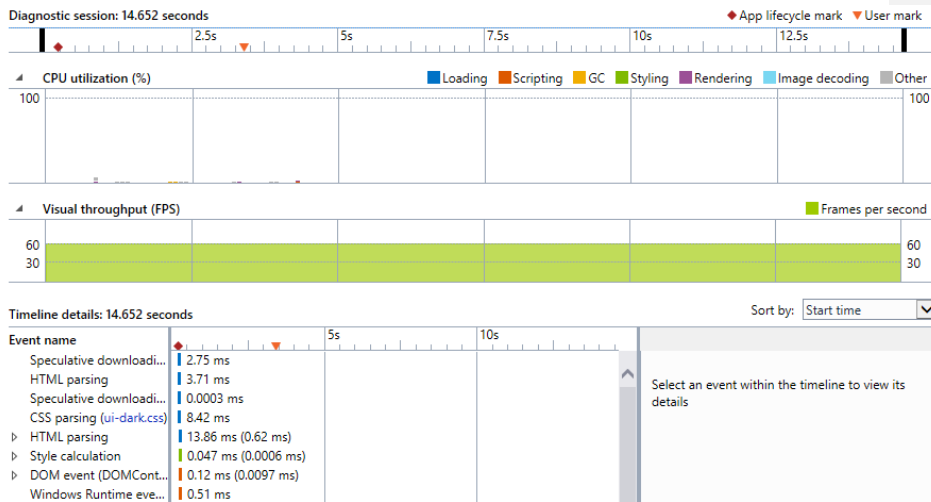 Diagnostic session: 14.652 seconds
App lifecycle mark User mark
2.5s 5s 7.5s 10s 12.5s
CPU utilization (%) Loading Scripting GC Styling Rendering Image decoding Other
100 100
Visual throughput (FPS) Frames per second
60 60
30 30
Timeline details: 14.652 seconds Sort by: Start time
Event name 5s 10s
Speculative downloadi... 2.75 ms
HTML parsing 3.71 ms
Select an event within the timeline to view its
details
Speculative downloadi... 0.0003 ms
CSS parsing (ui-dark.css) 8.42 ms
HTML parsing 13.86 ms (0.62 ms)
Style calculation 0.047 ms (0.0006 ms)
DOM event (DOMCont... 0.12 ms (0.0097 ms)
Windows Runtime eve... 0.51 ms